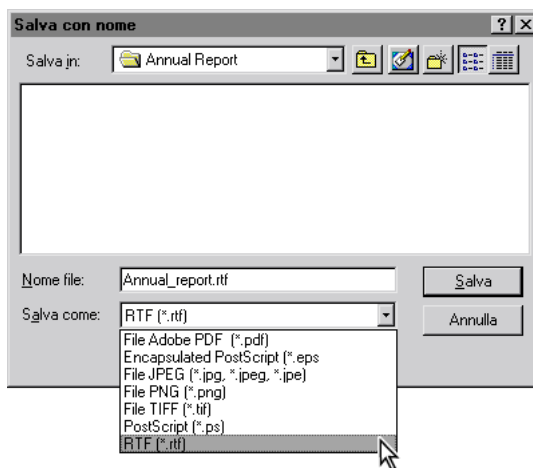 Salva con nome
Salva in: Annual Report
Nome file: Annual_report.rtf Salva
Salva come: RTF (*.rtf) Annulla
File Adobe PDF (*.pdf)
Encapsulated PostScript (*.eps
File JPEG (*.jpg, *.jpeg, *.jpe)
File PNG (*.png)
File TIFF (*.tif)
PostScript (*.ps)
RTF (*.rtf)